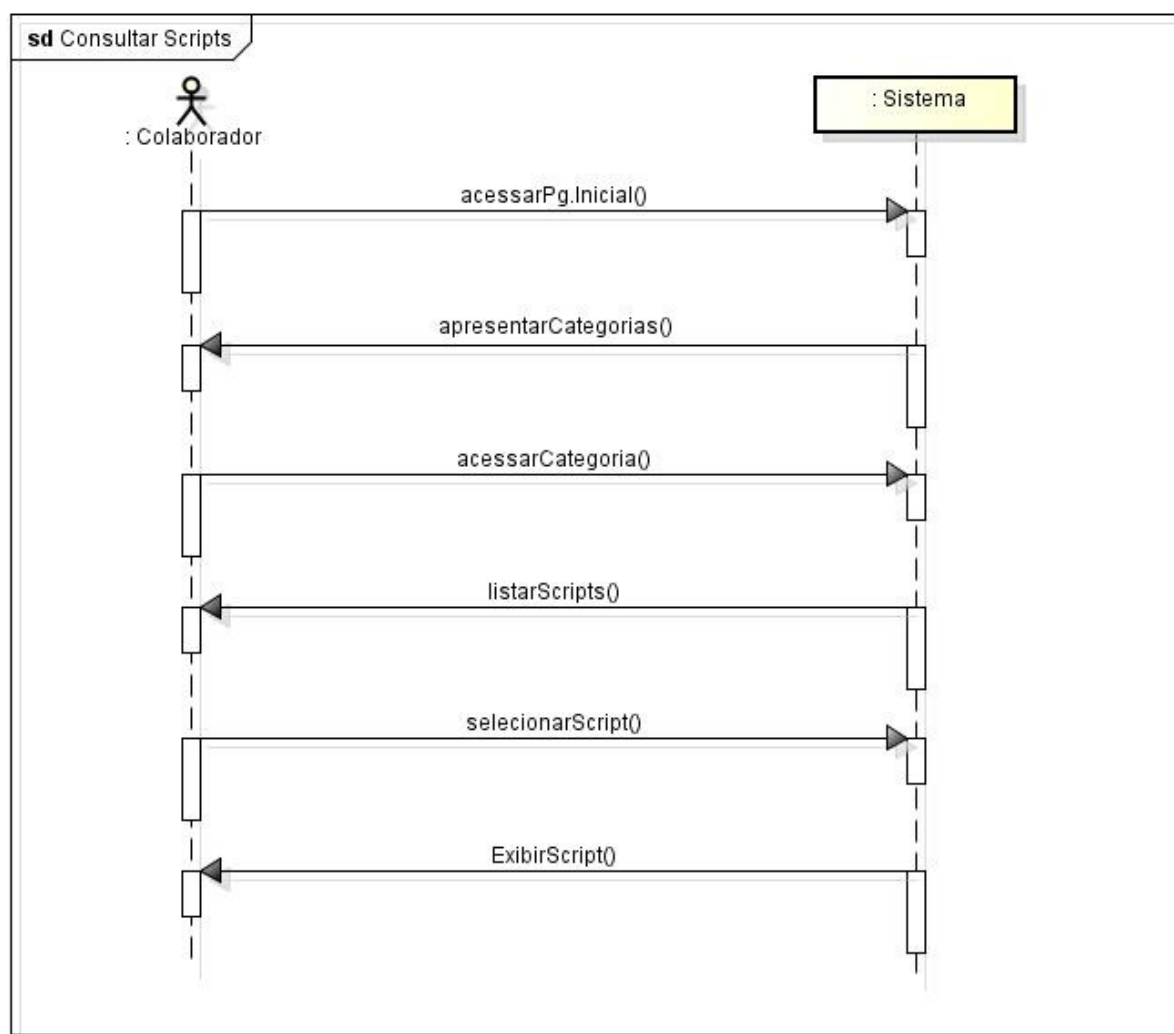 sd Consultar Scripts
: Colaborador
: Sistema
acessarPg.Inicial()
apresentarCategorias()
acessarCategoria()
listarScripts()
selecionarScript()
ExibirScript()